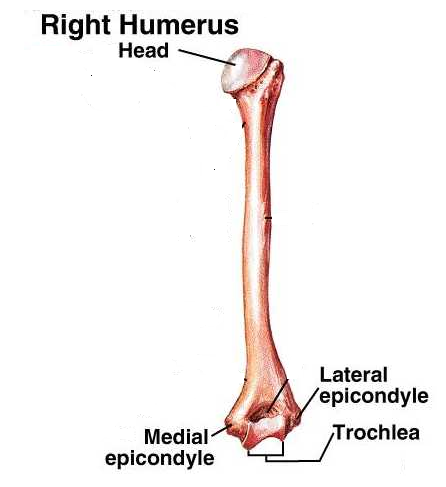 Right Humerus
Head
Lateral
epicondyle
Medial
epicondyle
Trochlea